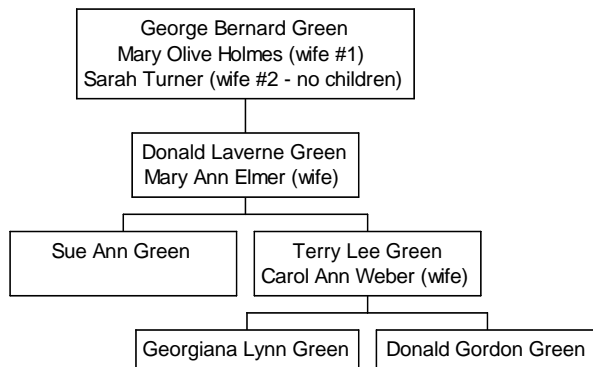 George Bernard Green
Mary Olive Holmes (wife #1)
Sarah Turner (wife #2 - no children)
Donald Laverne Green
Mary Ann Elmer (wife)
Sue Ann Green
Terry Lee Green
Carol Ann Weber (wife)
Georgiana Lynn Green
Donald Gordon Green